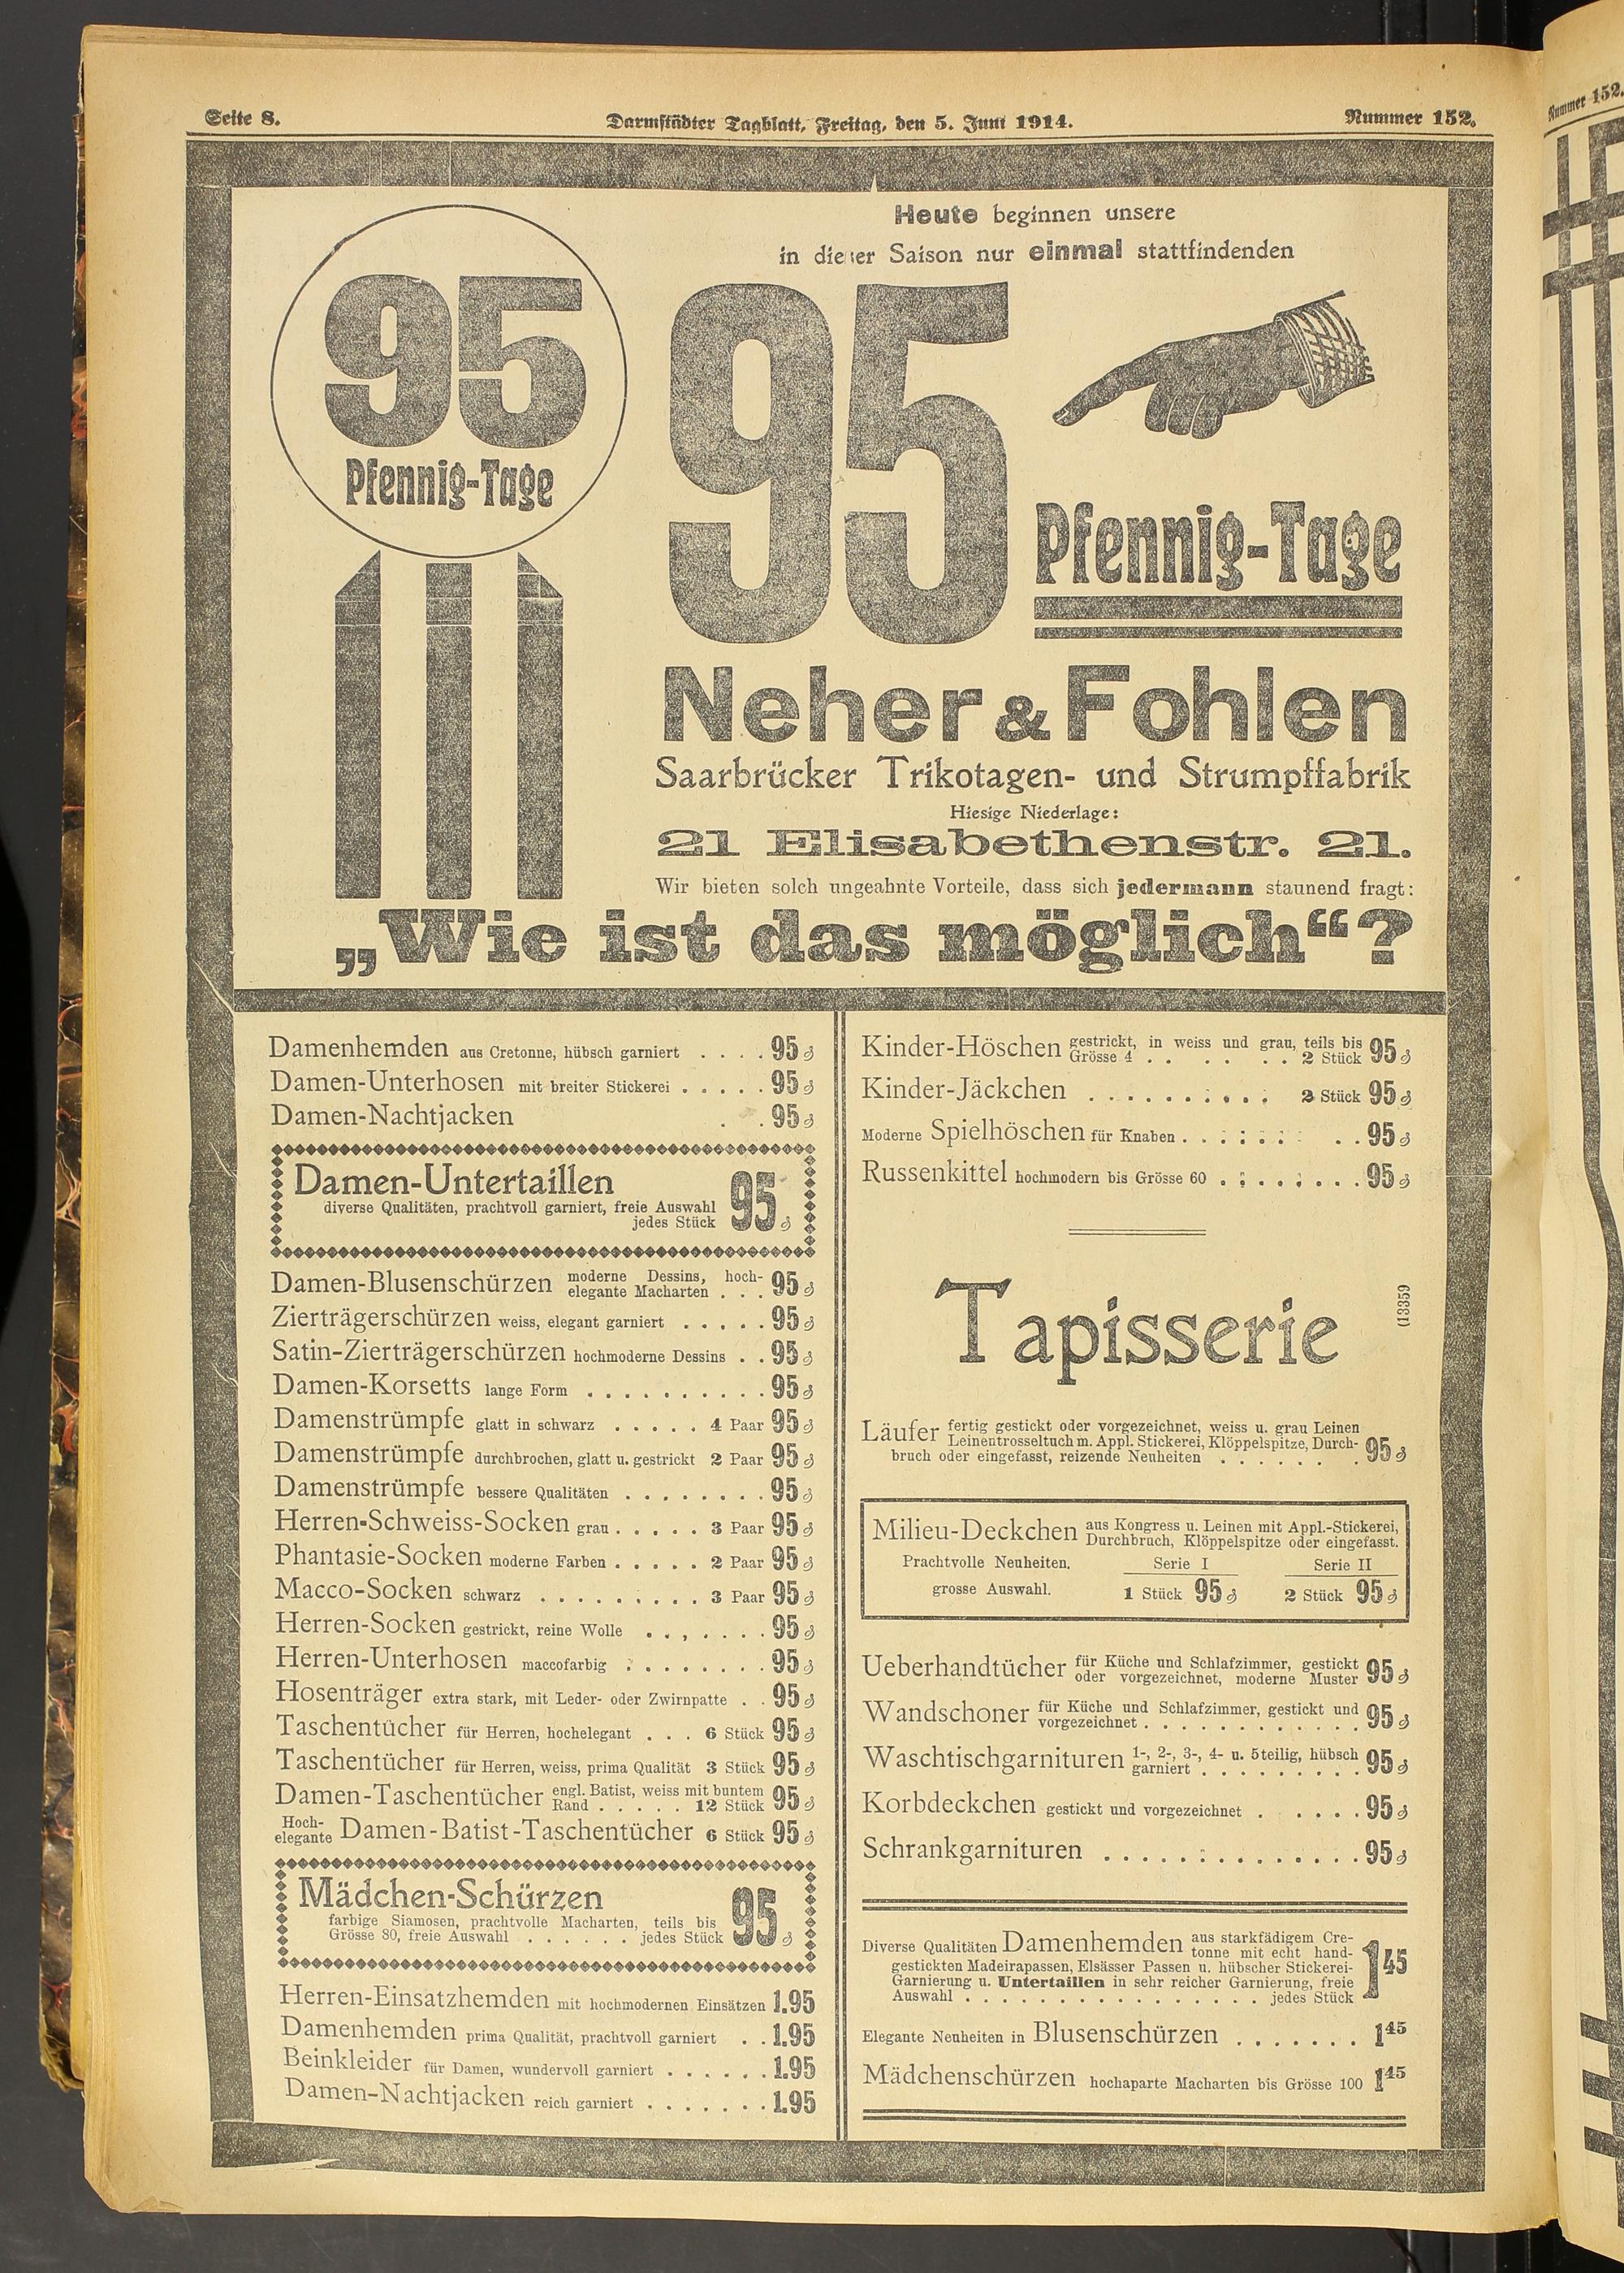 Seite 8.
Darmstädter Tagblatt, Freitag, den 5. Juni 1914.
Nummer 152.
95
Pfennig-Tage
Heute beginnen unsere
in dieser Saison nur einmal stattfindenden
95
Pfennig-Tage
Neher & Fohlen
Saarbrücker Trikotagen- und Strumpffabrik
Hiesige Niederlage:
21 Elisabethenstr. 21.
Wir bieten solch ungeahnte Vorteile, dass sich jedermann staunend fragt:
„Wie ist das möglich“?
Damenhemden aus Cretonne, hübsch garniert . . . . 95 ₰
Damen-Unterhosen mit breiter Stickerei . . . . . 95 ₰
Damen-Nachtjacken . . 95 ₰
Damen-Untertaillen
diverse Qualitäten, prachtvoll garniert, freie Auswahl
jedes Stück 95 ₰
Damen-Blusenschürzen moderne Dessins, hoch-
elegante Macharten . . . 95 ₰
Zierträgerschürzen weiss, elegant garniert . . . . . 95 ₰
Satin-Zierträgerschürzen hochmoderne Dessins . . 95 ₰
Damen-Korsetts lange Form . . . . . . . . . . 95 ₰
Damenstrümpfe glatt in schwarz . . . . . 4 Paar 95 ₰
Damenstrümpfe durchbrochen, glatt u. gestrickt 2 Paar 95 ₰
Damenstrümpfe bessere Qualitäten . . . . . . . . 95 ₰
Herren-Schweiss-Socken grau . . . . . 3 Paar 95 ₰
Phantasie-Socken moderne Farben . . . . . 2 Paar 95 ₰
Macco-Socken schwarz . . . . . . . . . 3 Paar 95 ₰
Herren-Socken gestrickt, reine Wolle . . , . . . . 95 ₰
Herren-Unterhosen maccofarbig . . . . . . . . 95 ₰
Hosenträger extra stark, mit Leder- oder Zwirnpatte . . 95 ₰
Taschentücher für Herren, hochelegant . . . 6 Stück 95 ₰
Taschentücher für Herren, weiss, prima Qualität 3 Stück 95 ₰
Damen-Taschentücher engl. Batist, weiss mit buntem
Rand . . . . . 12 Stück 95 ₰
Hoch-
elegante Damen-Batist-Taschentücher 6 Stück 95 ₰
Mädchen-Schürzen
farbige Siamosen, prachtvolle Macharten, teils bis
Grösse 80, freie Auswahl . . . . . . jedes Stück 95 ₰
Herren-Einsatzhemden mit hochmodernen Einsätzen 1.95
Damenhemden prima Qualität, prachtvoll garniert . . 1.95
Beinkleider für Damen, wundervoll garniert . . . . . . 1.95
Damen-Nachtjacken reich garniert . . . . . . . 1.95
Kinder-Höschen gestrickt, in weiss und grau, teils bis
Grösse 4 . . . . . . 2 Stück 95 ₰
Kinder-Jäckchen . . . . . . . . . . 2 Stück 95 ₰
Moderne Spielhöschen für Knaben . . . . . . . . . 95 ₰
Russenkittel hochmodern bis Grösse 60 . . . . . . . . 95 ₰
Tapisserie
(13359
Läufer fertig gestickt oder vorgezeichnet, weiss u. grau Leinen
Leinentrosseltuch m. Appl. Stickerei, Klöppelspitze, Durch-
bruch oder eingefasst, reizende Neuheiten . . . . . . . 95 ₰
Milieu-Deckchen aus Kongress u. Leinen mit Appl.-Stickerei,
Durchbruch, Klöppelspitze oder eingefasst.
Prachtvolle Neuheiten, Serie I Serie II
grosse Auswahl. 1 Stück 95 ₰ 2 Stück 95 ₰
Ueberhandtücher für Küche und Schlafzimmer, gestickt
oder vorgezeichnet, moderne Muster 95 ₰
Wandschoner für Küche und Schlafzimmer, gestickt und
vorgezeichnet . . . . . . . . . . . . 95 ₰
Waschtischgarnituren 1-, 2-, 3-, 4- u. 5teilig, hübsch
garniert . . . . . . . . . 95 ₰
Korbdeckchen gestickt und vorgezeichnet . . . . . 95 ₰
Schrankgarnituren . . . . . . . . . . . . . . 95 ₰
Diverse Qualitäten Damenhemden aus starkfädigem Cre-
tonne mit echt hand-
gestickten Madeirapassen, Elsässer Passen u. hübscher Stickerei-
Garnierung u. Untertaillen in sehr reicher Garnierung, freie
Auswahl . . . . . . . . . . . . . . . . jedes Stück 1 45
Elegante Neuheiten in Blusenschürzen . . . . . . . 1 45
Mädchenschürzen hochaparte Macharten bis Grösse 100 1 45
Nummer 152.